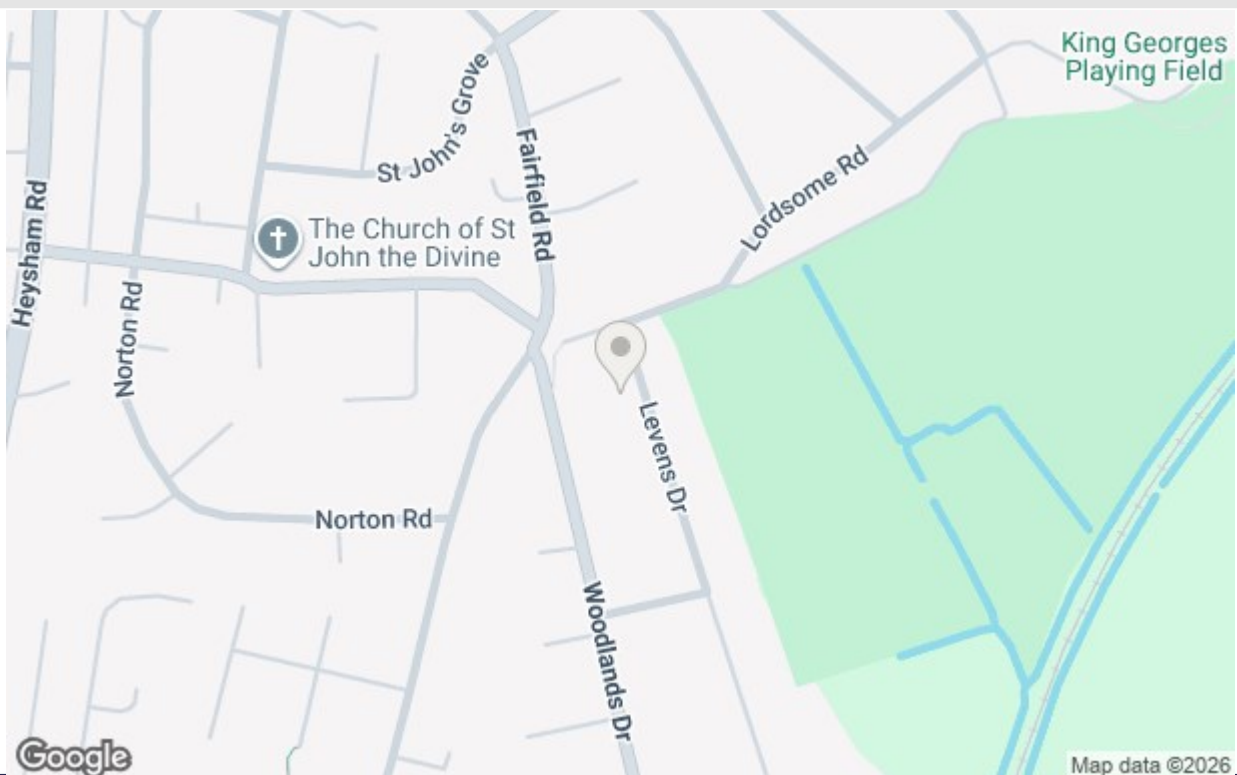 King Georges
Playing Field
St John's Grove
Fairfield Rd
Lordsome Rd
Heysham Rd
The Church of St
John the Divine
Norton Rd
Levens Dr
Norton Rd
Woodlands Dr
Google
Map data ©2026